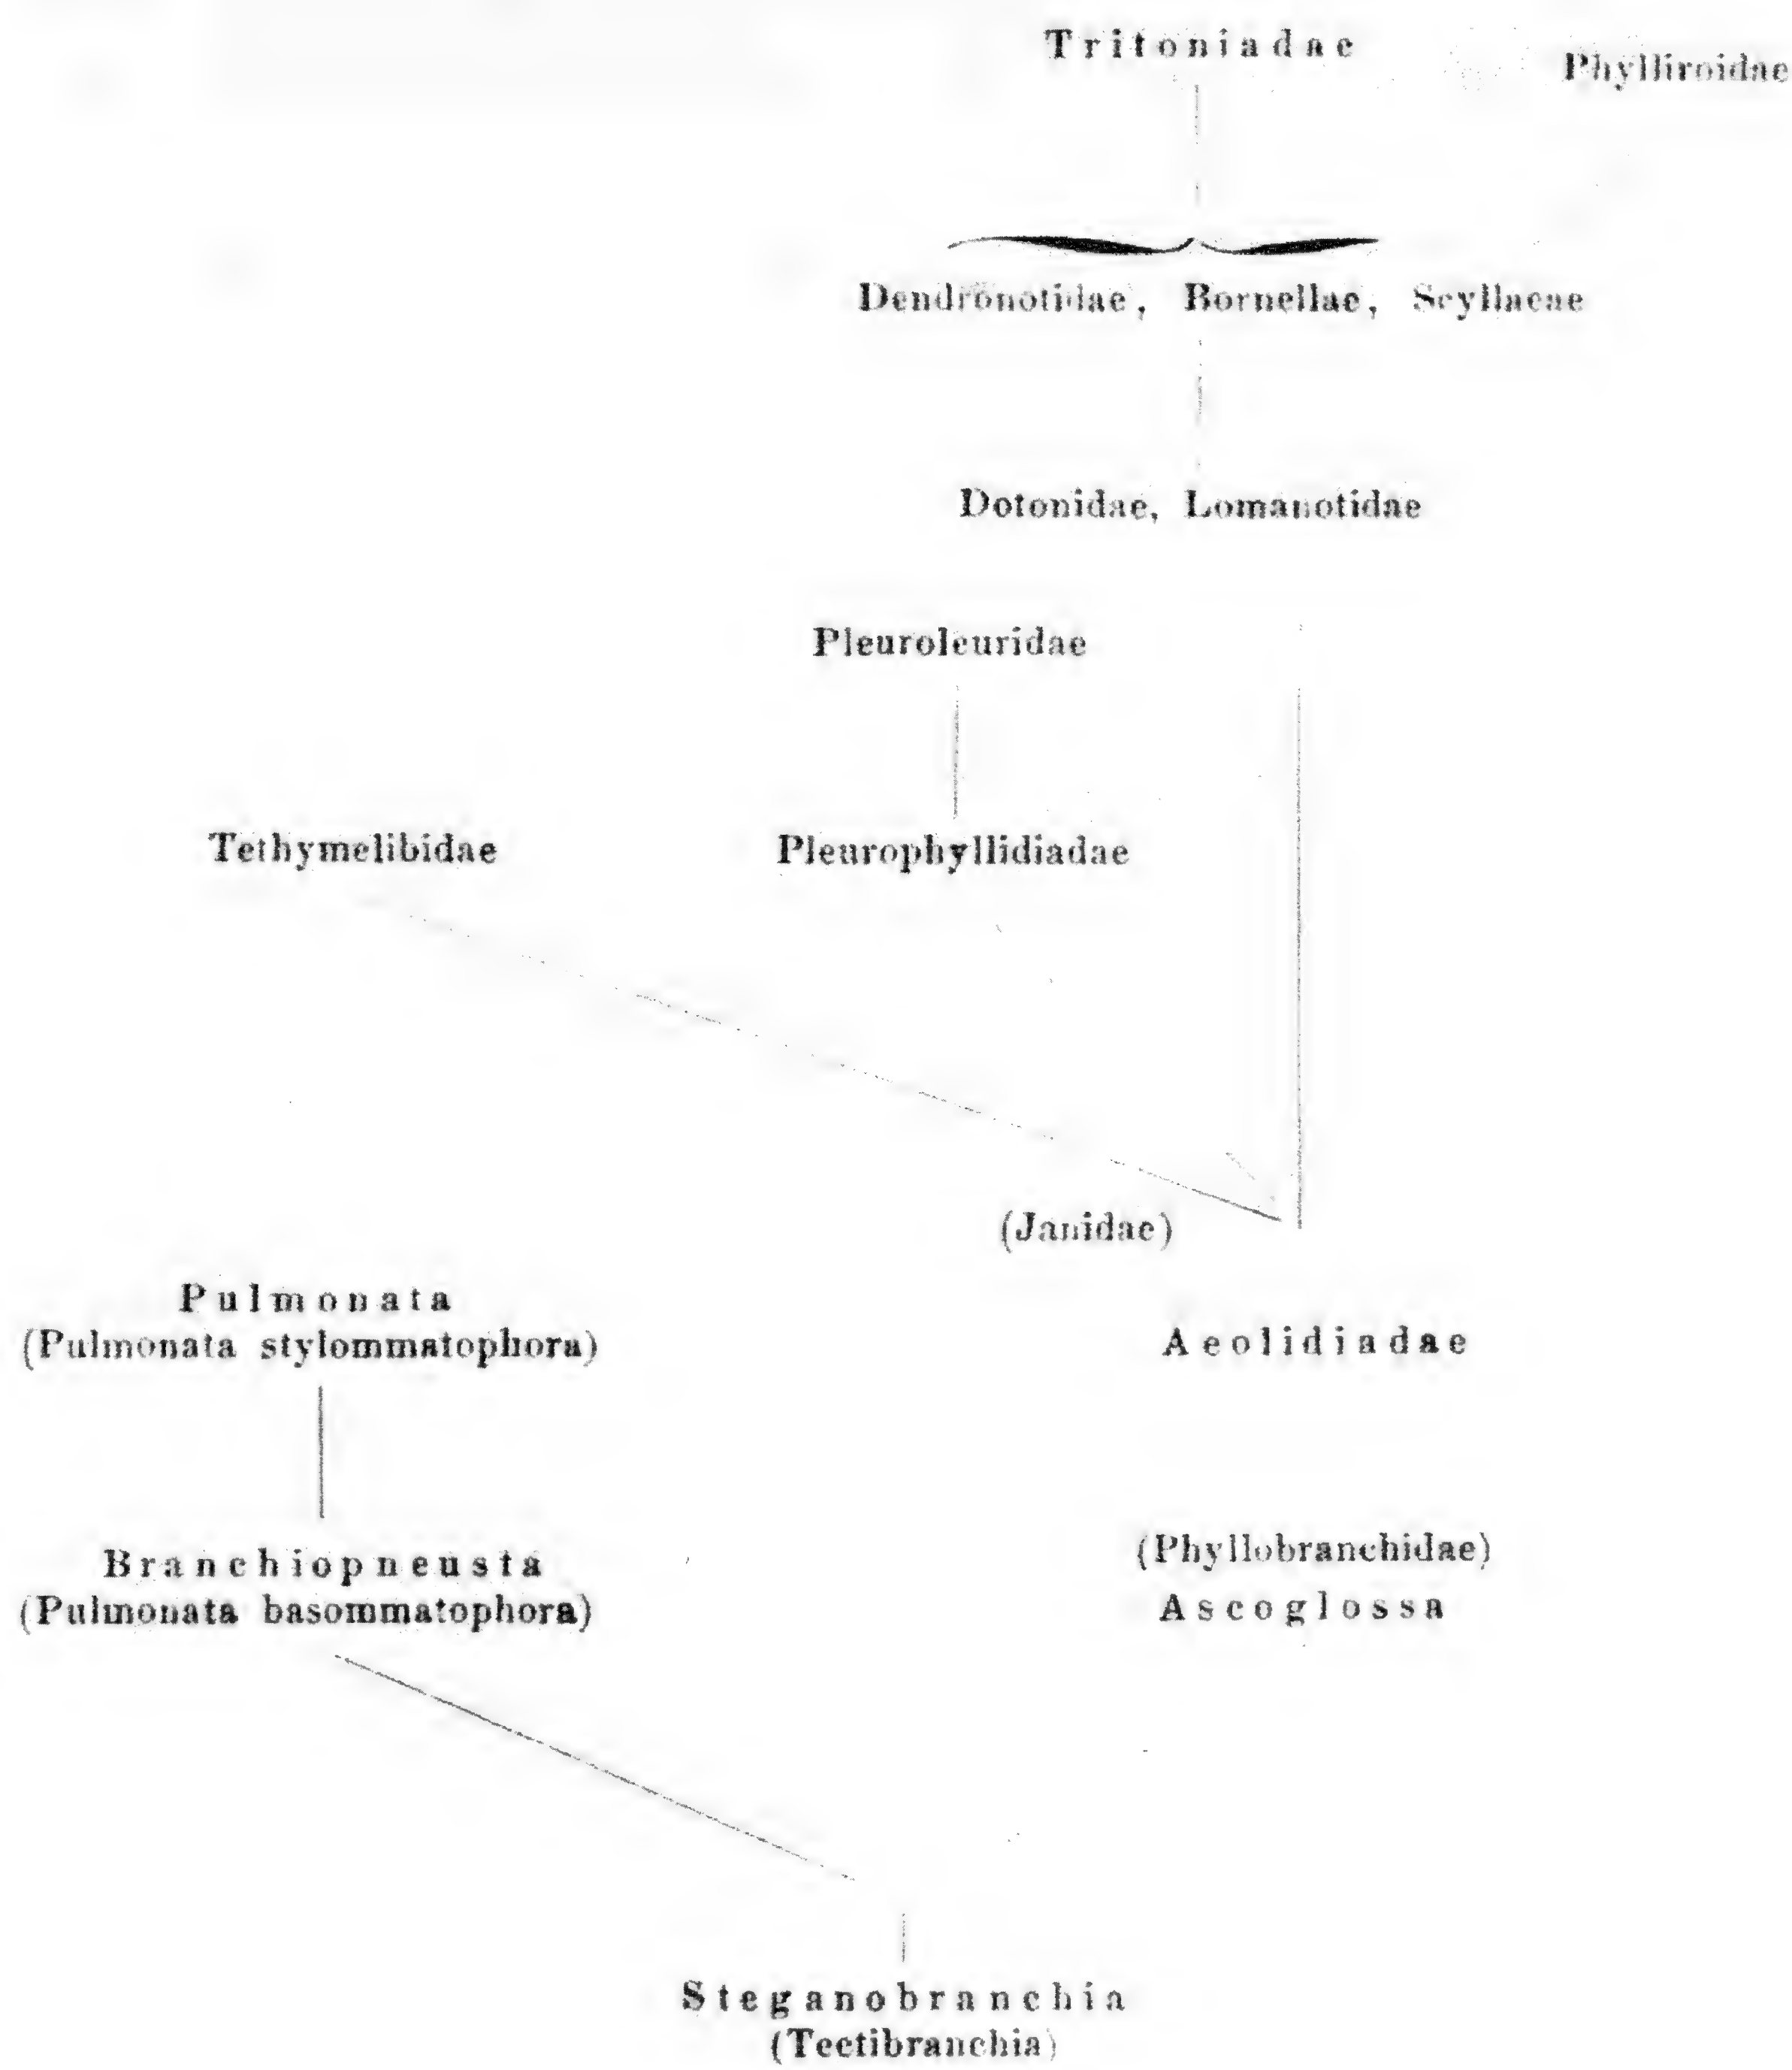 Tritoniadae
Phylliroidae
Dendronotidae, Bornellae, Scyllaeae
Dotonidae, Lomanotidae
Pleuroleuridae
Tethymelibidae
Pleurophyllidiadae
(Janidae)
Pulmonata
(Pulmonata stylommatophora)
Aeolidiadae
Branchiopneusta
(Pulmonata basommatophora)
(Phyllobranchidae)
Ascoglossa
Steganobranchia
(Tectibranchia)